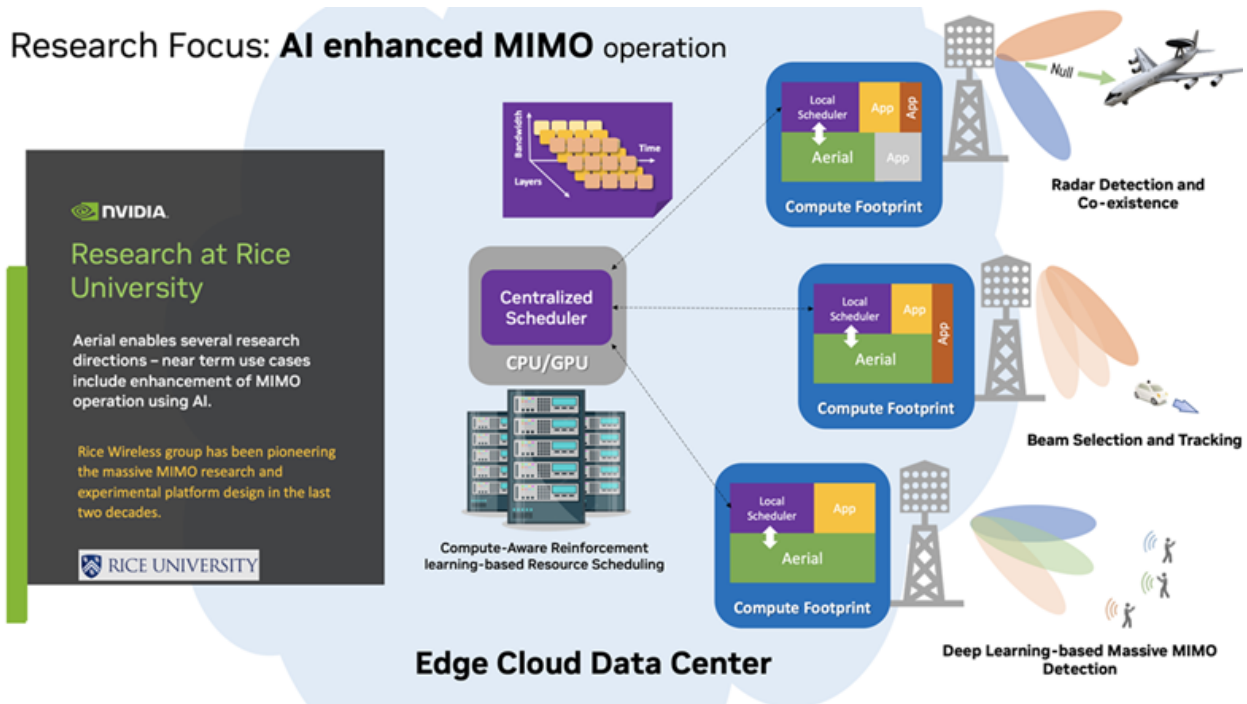 Research Focus: AI enhanced MIMO operation
NVIDIA.
Research at Rice
University
Aerial enables several research
directions – near term use cases
include enhancement of MIMO
operation using AI.
Rice Wireless group has been pioneering
the massive MIMO research and
experimental platform design in the last
two decades.
RICE UNIVERSITY
Bandwidth
Time
Layers
Centralized
Scheduler
CPU/GPU
Compute-Aware Reinforcement
learning-based Resource Scheduling
Local
Scheduler
App
App
Aerial
App
Compute Footprint
Null
Radar Detection and
Co-existence
Local
Scheduler
App
App
Aerial
Compute Footprint
Beam Selection and Tracking
Local
Scheduler
App
Aerial
Compute Footprint
Deep Learning-based Massive MIMO
Detection
Edge Cloud Data Center